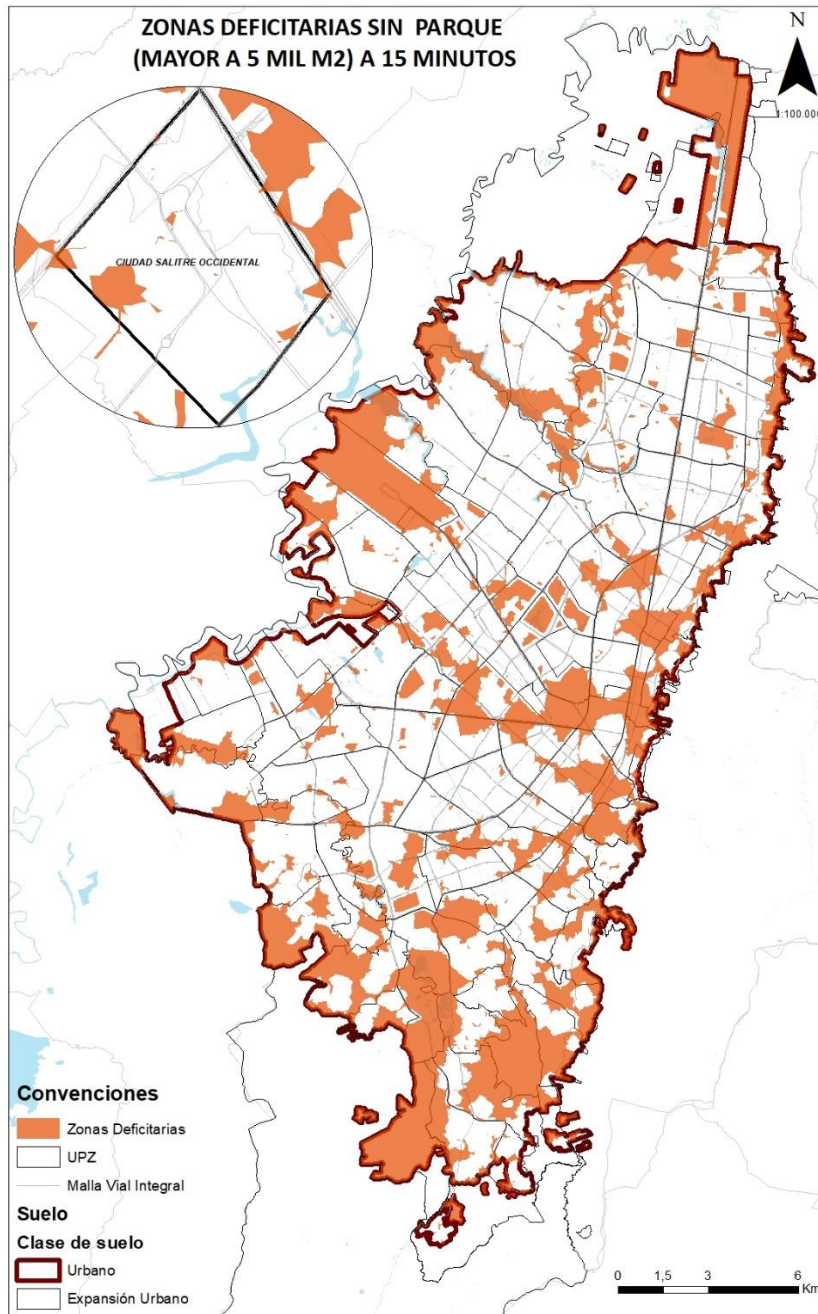 ZONAS DEFICITARIAS SIN PARQUE
(MAYOR A 5 MIL M2) A 15 MINUTOS
N
1:100.000
CIUDAD SALITRE OCCIDENTAL
Convenciones
Zonas Deficitarias
UPZ
Malla Vial Integral
Suelo
Clase de suelo
Urbano
Expansión Urbano
0 1,5 3 6
Km